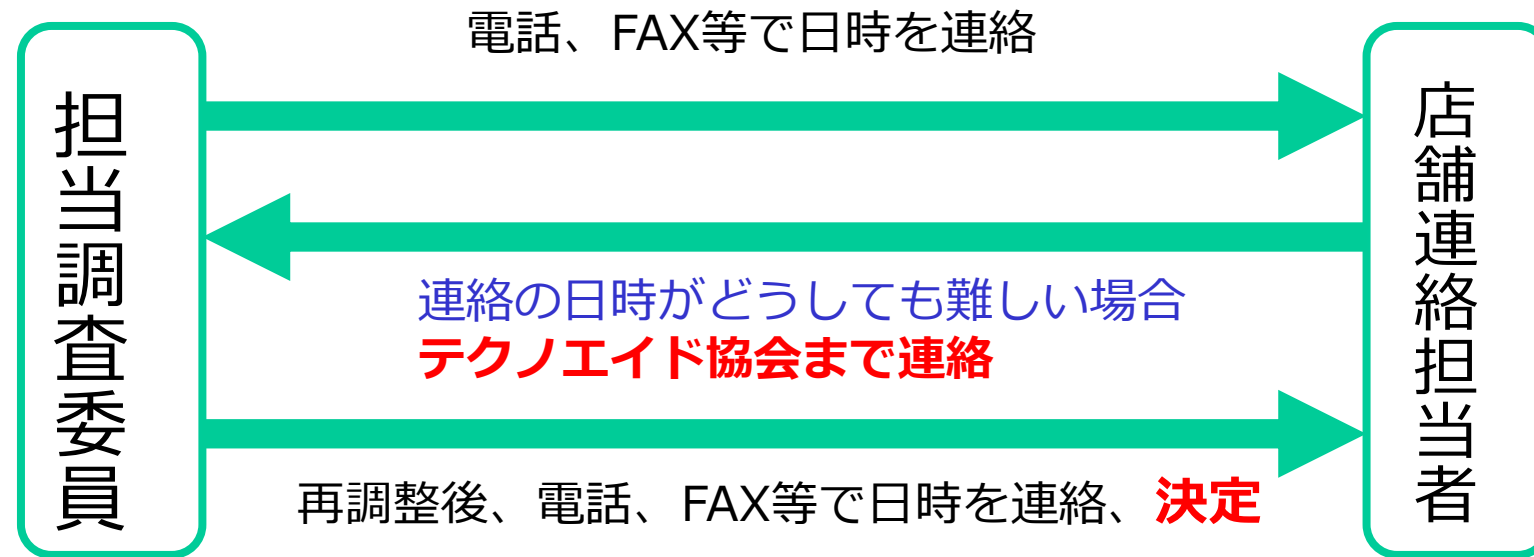 電話、FAX等で日時を連絡
担当調査委員
店舗連絡担当者
連絡の日時がどうしても難しい場合
テクノエイド協会まで連絡
再調整後、電話、FAX等で日時を連絡、決定